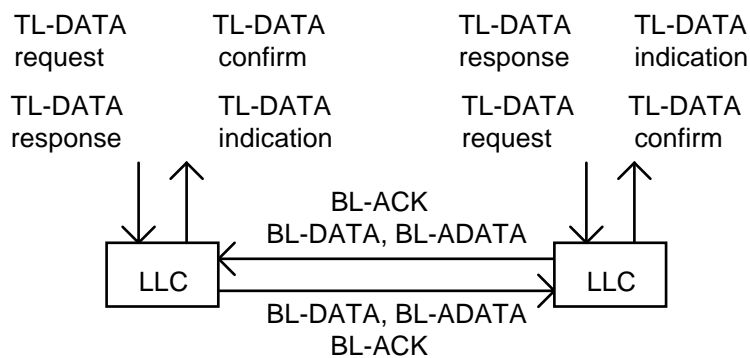 TL-DATA TL-DATA TL-DATA TL-DATA
request confirm response indication
TL-DATA TL-DATA TL-DATA TL-DATA
response indication request confirm
BL-ACK
BL-DATA, BL-ADATA
LLC LLC
BL-DATA, BL-ADATA
BL-ACK